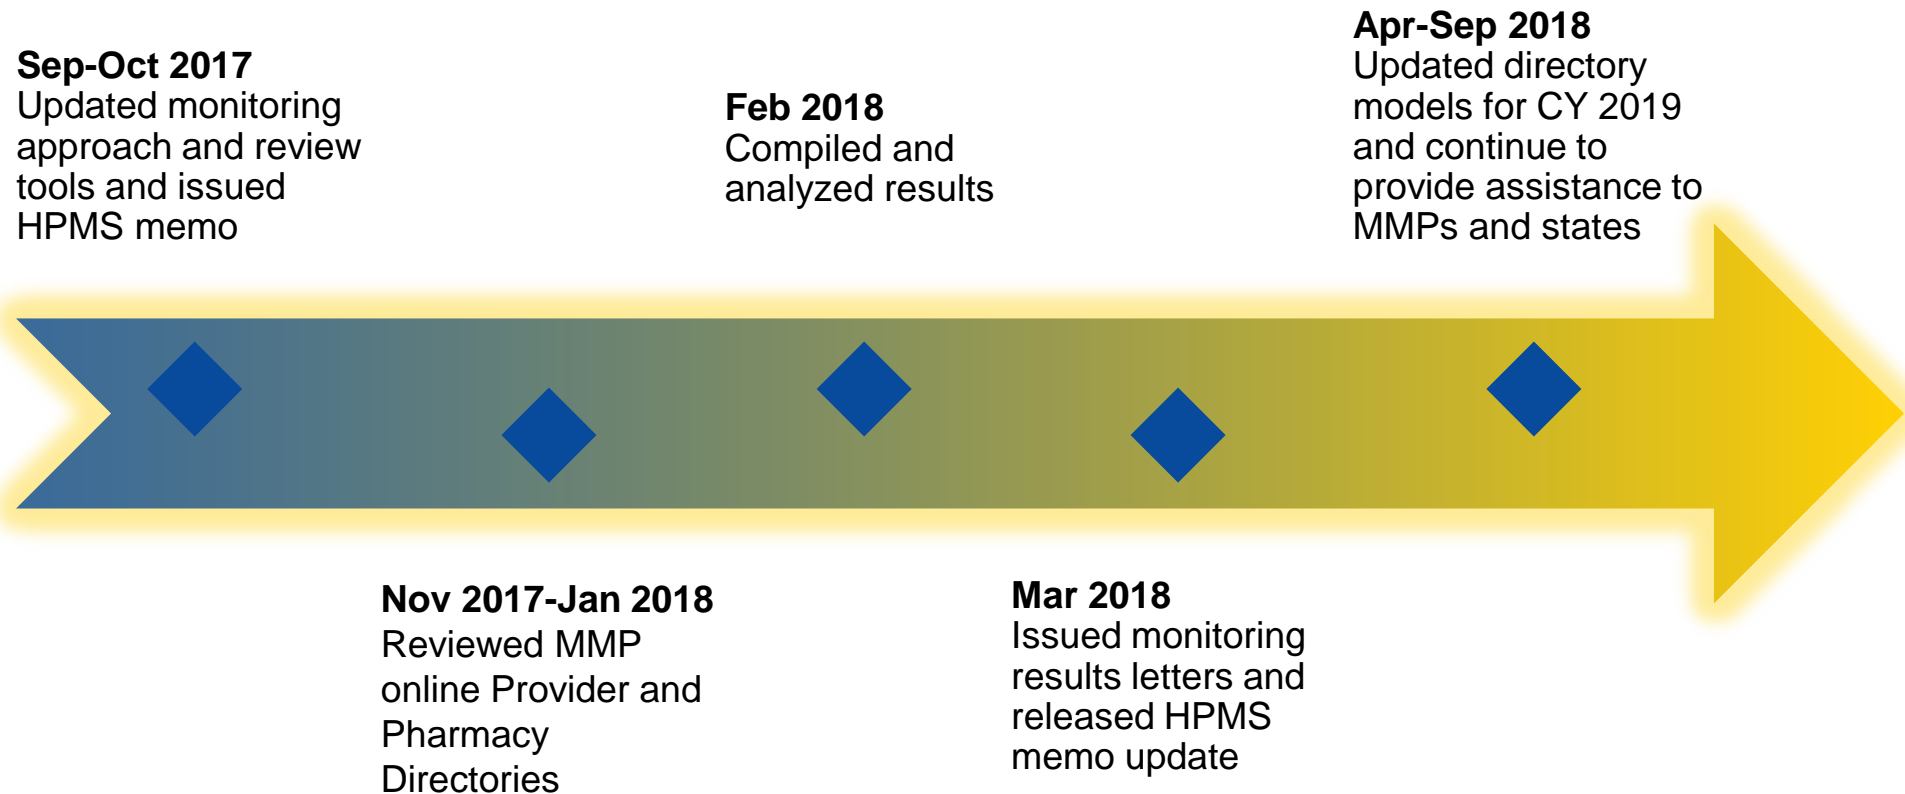 Sep-Oct 2017
Updated monitoring
approach and review
tools and issued
HPMS memo
Nov 2017-Jan 2018
Reviewed MMP
online Provider and
Pharmacy
Directories
Feb 2018
Compiled and
analyzed results
Mar 2018
Issued monitoring
results letters and
released HPMS
memo update
Apr-Sep 2018
Updated directory
models for CY 2019
and continue to
provide assistance to
MMPs and states